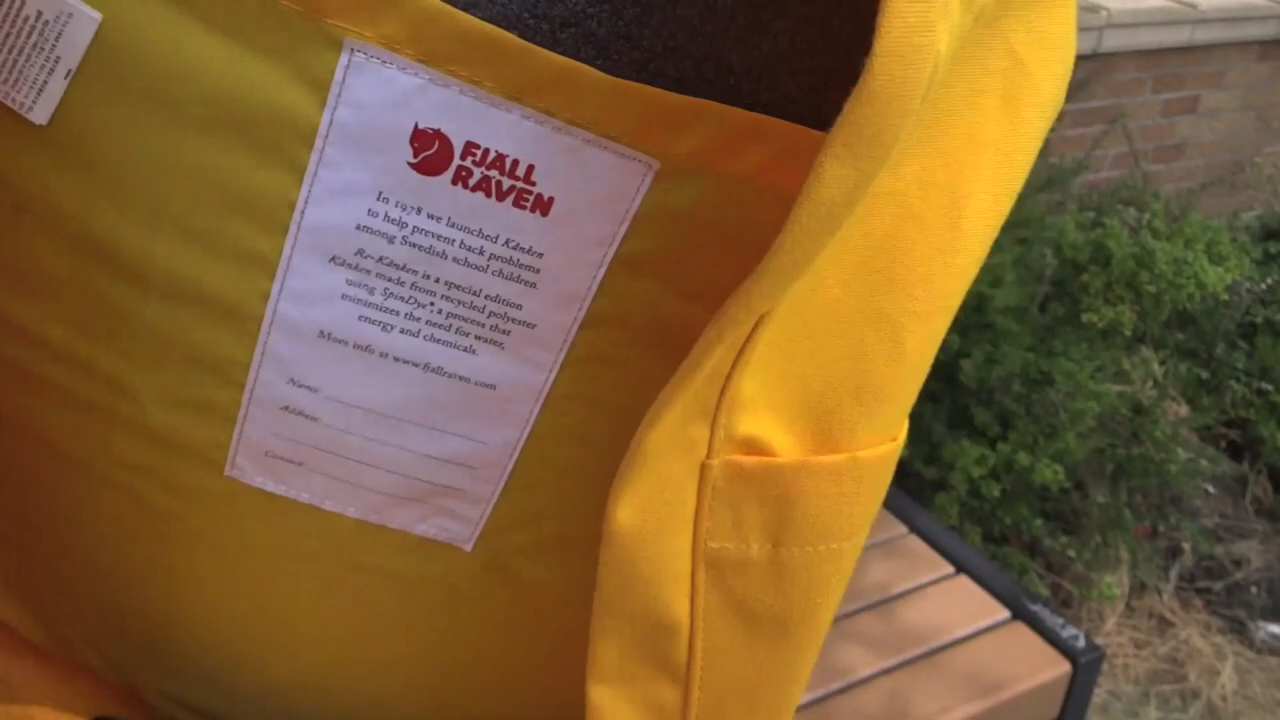 FJÄLL
RÄVEN
In 1978 we launched Kånken
to help prevent back problems
among Swedish school children.
Re-Kånken is a special edition
Kånken made from recycled polyester
using SpinDye®, a process that
minimizes the need for water,
energy and chemicals.
More info at www.fjallraven.com
Name:
Address: